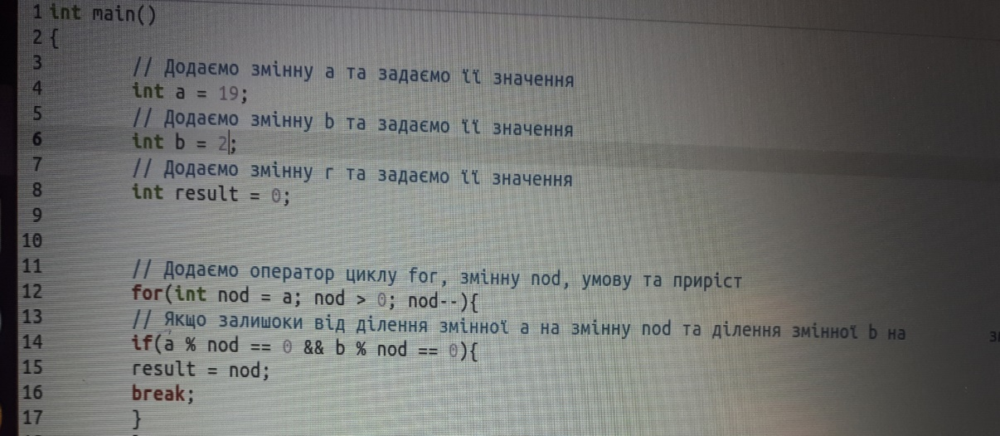 1 int main()
2 {
3 // Додаємо змінну a та задаємо її значення
4 int a = 19;
5 // Додаємо змінну b та задаємо її значення
6 int b = 2;
7 // Додаємо змінну r та задаємо її значення
8 int result = 0;
9
10
11 // Додаємо оператор циклу for, змінну nod, умову та приріст
12 for(int nod = a; nod > 0; nod--){
13 // Якщо залишоки від ділення змінної a на змінну nod та ділення змінної b на
14 if(a % nod == 0 && b % nod == 0){
15 result = nod;
16 break;
17 }